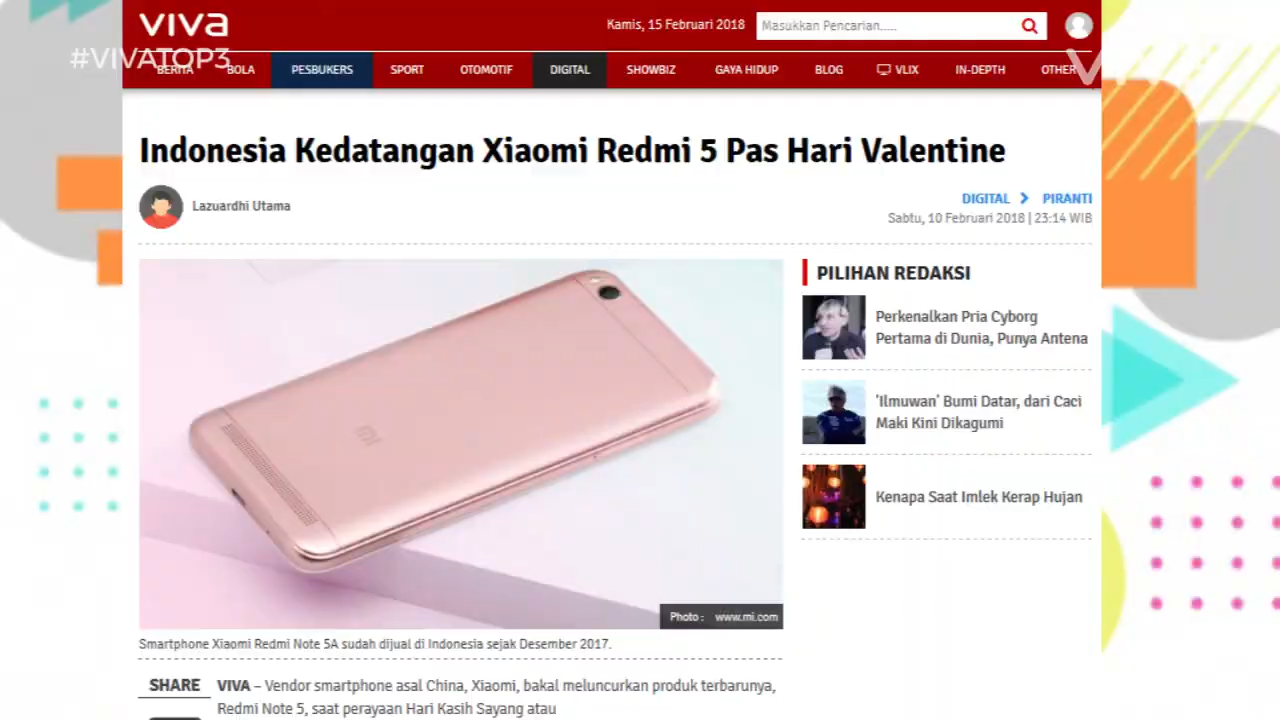 viva
Kamis, 15 Februari 2018
Masukkan Pencarian.....
#VIVATOP3
BERITA
BOLA
PESBUKERS
SPORT
OTOMOTIF
DIGITAL
SHOWBIZ
GAYA HIDUP
BLOG
VLIX
IN-DEPTH
OTHER
Indonesia Kedatangan Xiaomi Redmi 5 Pas Hari Valentine
Lazuardhi Utama
DIGITAL > PIRANTI
Sabtu, 10 Februari 2018 | 23:14 WIB
mi
Photo : www.mi.com
Smartphone Xiaomi Redmi Note 5A sudah dijual di Indonesia sejak Desember 2017.
SHARE
VIVA – Vendor smartphone asal China, Xiaomi, bakal meluncurkan produk terbarunya,
Redmi Note 5, saat perayaan Hari Kasih Sayang atau
PILIHAN REDAKSI
Perkenalkan Pria Cyborg
Pertama di Dunia, Punya Antena
'Ilmuwan' Bumi Datar, dari Caci
Maki Kini Dikagumi
Kenapa Saat Imlek Kerap Hujan